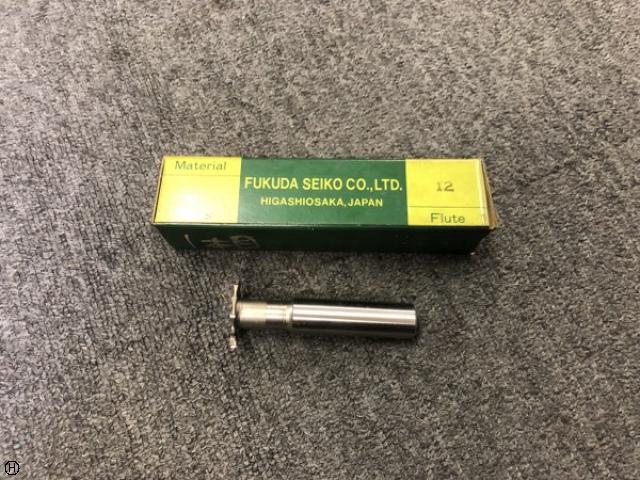 Material
FUKUDA SEIKO CO.,LTD.
HIGASHIOSAKA, JAPAN
12
Flute
H